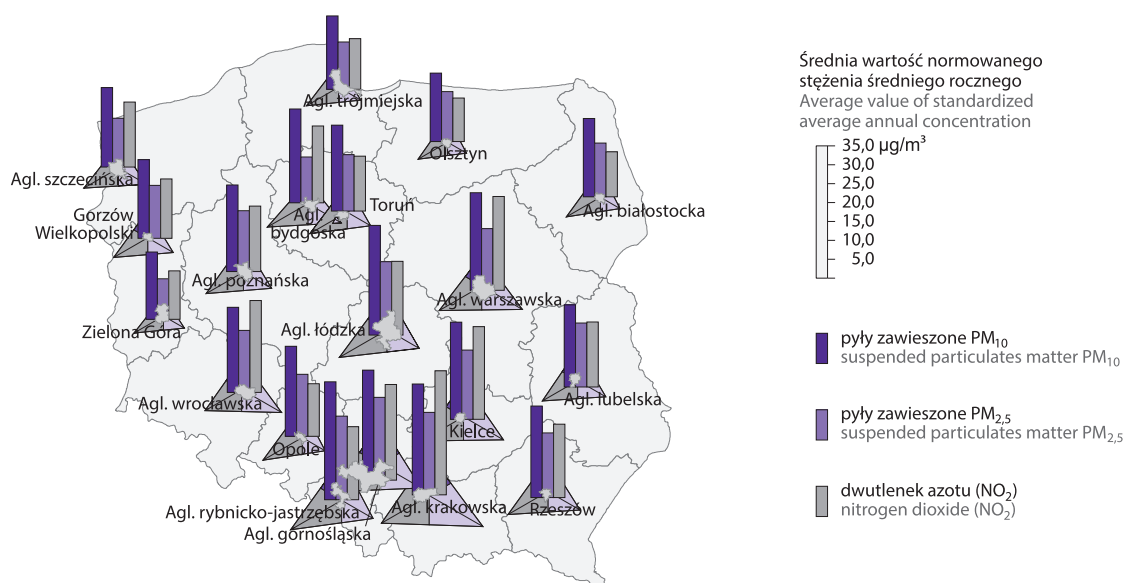 Agl. trójmiejska
Olsztyn
Agl. szczecińska
Gorzów
Wielkopolski
Agl.
bydgoska
Toruń
Agl. białostocka
Agl. poznańska
Agl. warszawska
Zielona Góra
Agl. łódzka
Agl. wrocławska
Agl. lubelska
Opole
Kielce
Agl. rybnicko-jastrzębska
Agl. górnośląska
Agl. krakowska
Rzeszów
Średnia wartość normowanego
stężenia średniego rocznego
Average value of standardized
average annual concentration
35,0 μg/m³
30,0
25,0
20,0
15,0
10,0
5,0
pyły zawieszone PM₁₀
suspended particulates matter PM₁₀
pyły zawieszone PM₂,₅
suspended particulates matter PM₂,₅
dwutlenek azotu (NO₂)
nitrogen dioxide (NO₂)